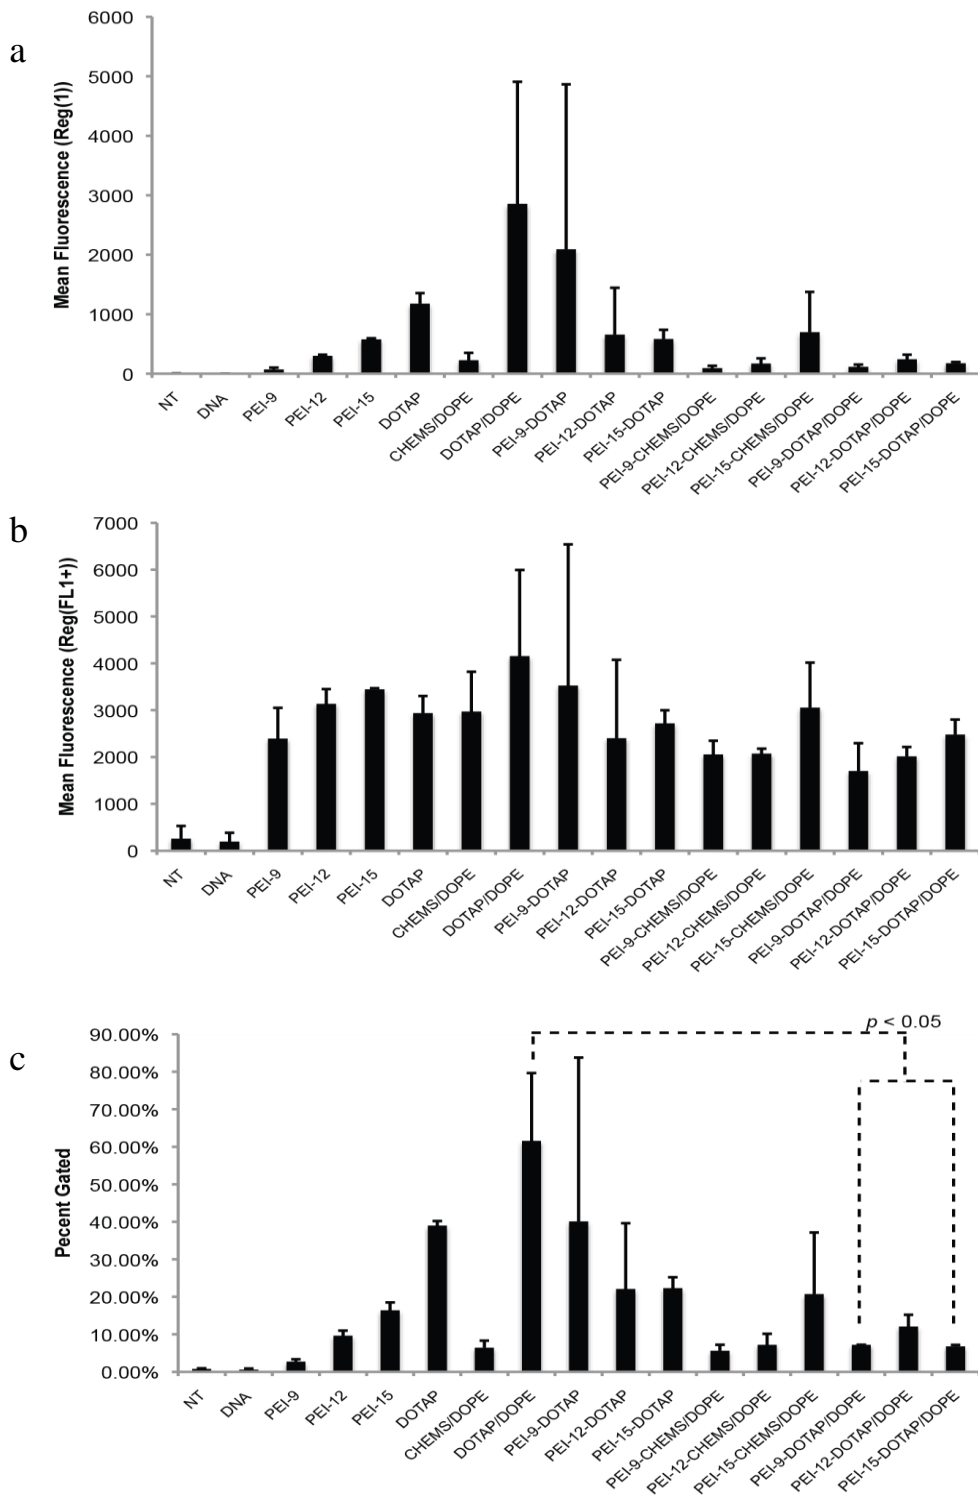 a
Mean Fluorescence (Reg(1))
6000
5000
4000
3000
2000
1000
0
NT
DNA
PEI-9
PEI-12
PEI-15
DOTAP
CHEMS/DOPE
DOTAP/DOPE
PEI-9-DOTAP
PEI-12-DOTAP
PEI-15-DOTAP
PEI-9-CHEMS/DOPE
PEI-12-CHEMS/DOPE
PEI-15-CHEMS/DOPE
PEI-9-DOTAP/DOPE
PEI-12-DOTAP/DOPE
PEI-15-DOTAP/DOPE
b
Mean Fluorescence (Reg(FL1+))
7000
6000
5000
4000
3000
2000
1000
0
NT
DNA
PEI-9
PEI-12
PEI-15
DOTAP
CHEMS/DOPE
DOTAP/DOPE
PEI-9-DOTAP
PEI-12-DOTAP
PEI-15-DOTAP
PEI-9-CHEMS/DOPE
PEI-12-CHEMS/DOPE
PEI-15-CHEMS/DOPE
PEI-9-DOTAP/DOPE
PEI-12-DOTAP/DOPE
PEI-15-DOTAP/DOPE
c
Pecent Gated
90.00%
80.00%
70.00%
60.00%
50.00%
40.00%
30.00%
20.00%
10.00%
0.00%
p < 0.05
NT
DNA
PEI-9
PEI-12
PEI-15
DOTAP
CHEMS/DOPE
DOTAP/DOPE
PEI-9-DOTAP
PEI-12-DOTAP
PEI-15-DOTAP
PEI-9-CHEMS/DOPE
PEI-12-CHEMS/DOPE
PEI-15-CHEMS/DOPE
PEI-9-DOTAP/DOPE
PEI-12-DOTAP/DOPE
PEI-15-DOTAP/DOPE